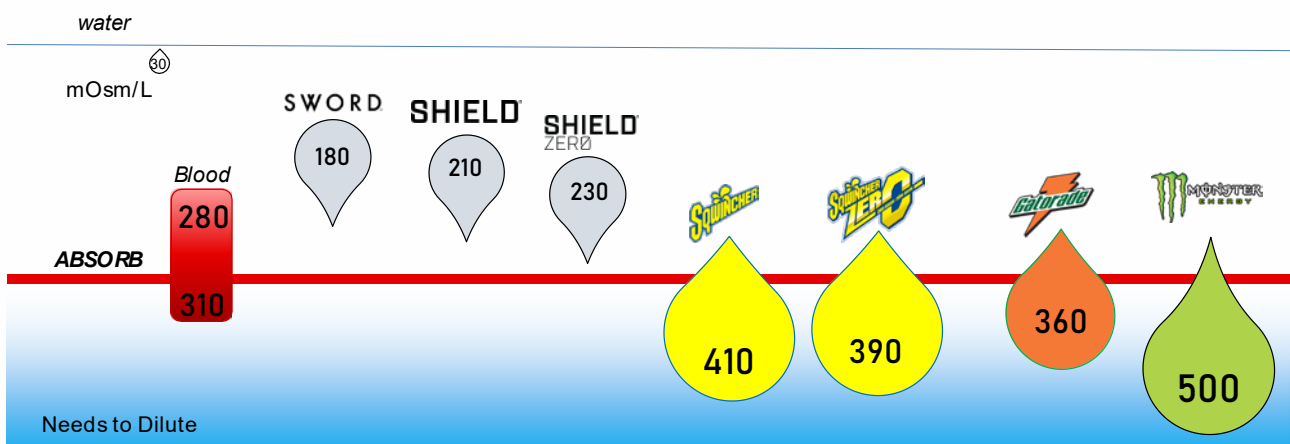 water
30
mOsm/L
SWORD
SHIELD
SHIELD
ZERØ
180
210
230
Blood
280
310
ABSORB
SQWINCHER
SQWINCHER
ZERO
Gatorade
MONSTER
ENERGY
410
390
360
500
Needs to Dilute